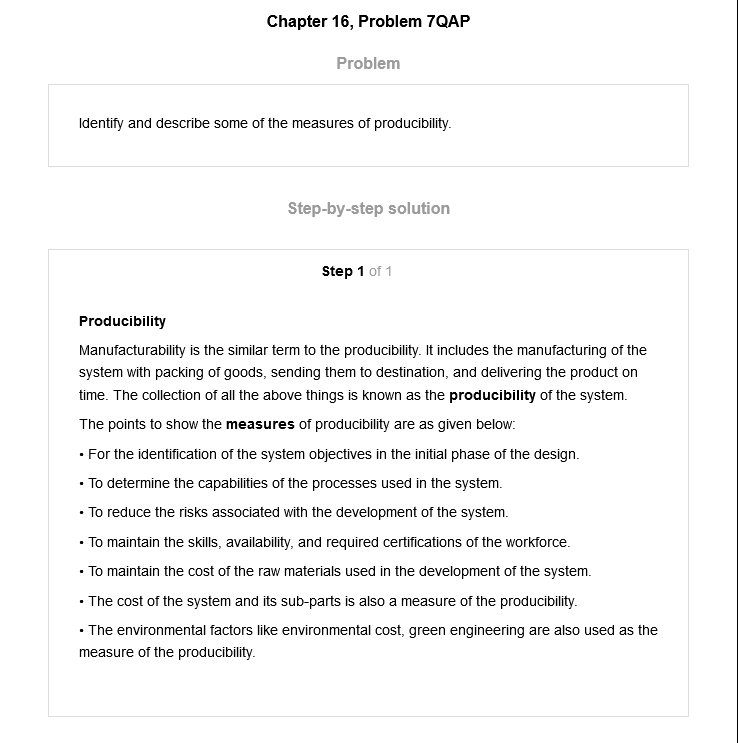 Chapter 16, Problem 7QAP
Problem
Identify and describe some of the measures of producibility.
Step-by-step solution
Step 1 of 1
Producibility
Manufacturability is the similar term to the producibility. It includes the manufacturing of the
system with packing of goods, sending them to destination, and delivering the product on
time. The collection of all the above things is known as the producibility of the system.
The points to show the measures of producibility are as given below:
• For the identification of the system objectives in the initial phase of the design.
• To determine the capabilities of the processes used in the system.
• To reduce the risks associated with the development of the system.
• To maintain the skills, availability, and required certifications of the workforce.
• To maintain the cost of the raw materials used in the development of the system.
• The cost of the system and its sub-parts is also a measure of the producibility.
• The environmental factors like environmental cost, green engineering are also used as the
measure of the producibility.